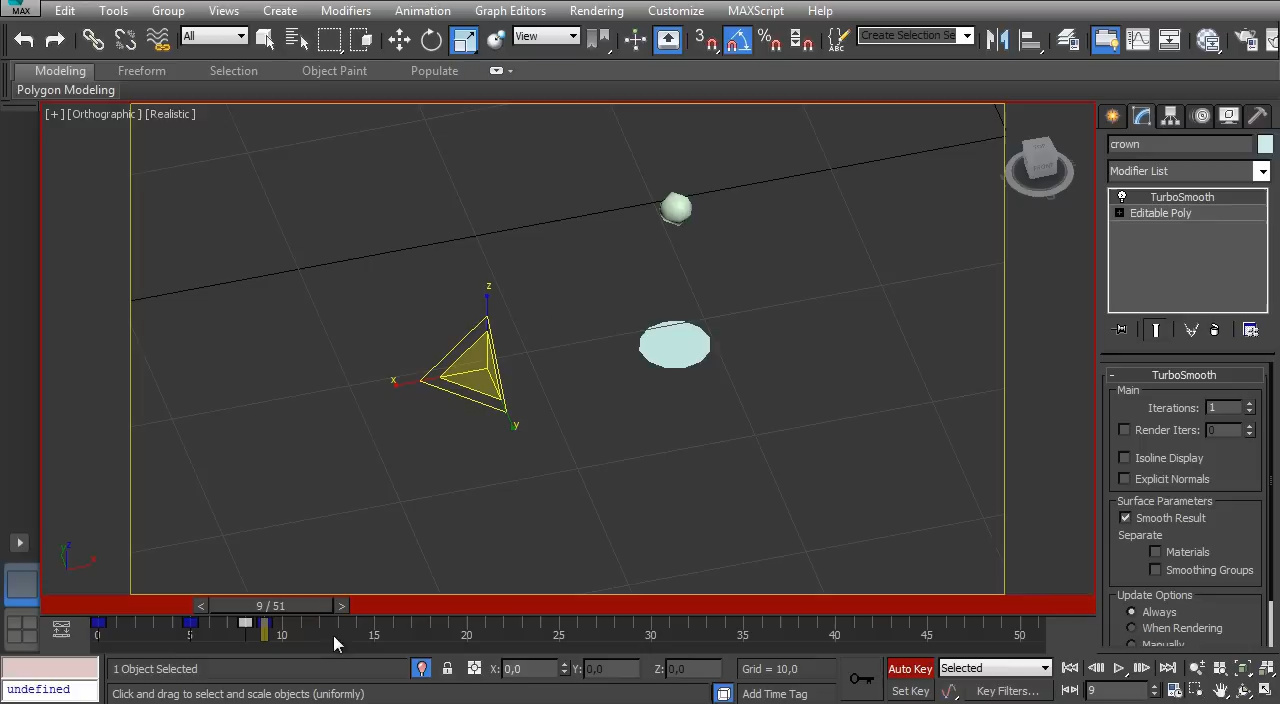 MAX Edit Tools Group Views Create Modifiers Animation Graph Editors Rendering Customize MAXScript Help
All View 3 % ABC Create Selection Se
Modeling Freeform Selection Object Paint Populate
Polygon Modeling
[+] [Orthographic] [Realistic]
crown
Modifier List
TurboSmooth
Editable Poly
z
x
y
TurboSmooth
Main
Iterations: 1
Render Iters: 0
Isoline Display
Explicit Normals
Surface Parameters
Smooth Result
Separate
Materials
Smoothing Groups
Update Options
Always
When Rendering
Manually
z
x
< 9 / 51 >
0 5 10 15 20 25 30 35 40 45 50
1 Object Selected X: 0,0 Y: 0,0 Z: 0,0 Grid = 10,0 Auto Key Selected
undefined Click and drag to select and scale objects (uniformly) Add Time Tag Set Key Key Filters... 9